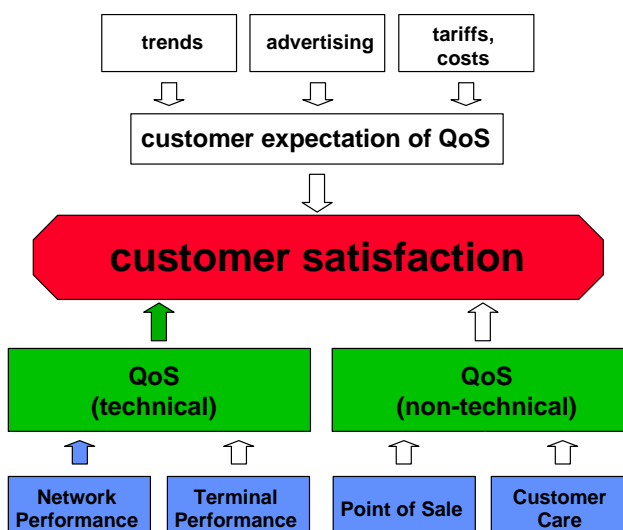 trends
advertising
tariffs,
costs
customer expectation of QoS
customer satisfaction
QoS
(technical)
QoS
(non-technical)
Network
Performance
Terminal
Performance
Point of Sale
Customer
Care